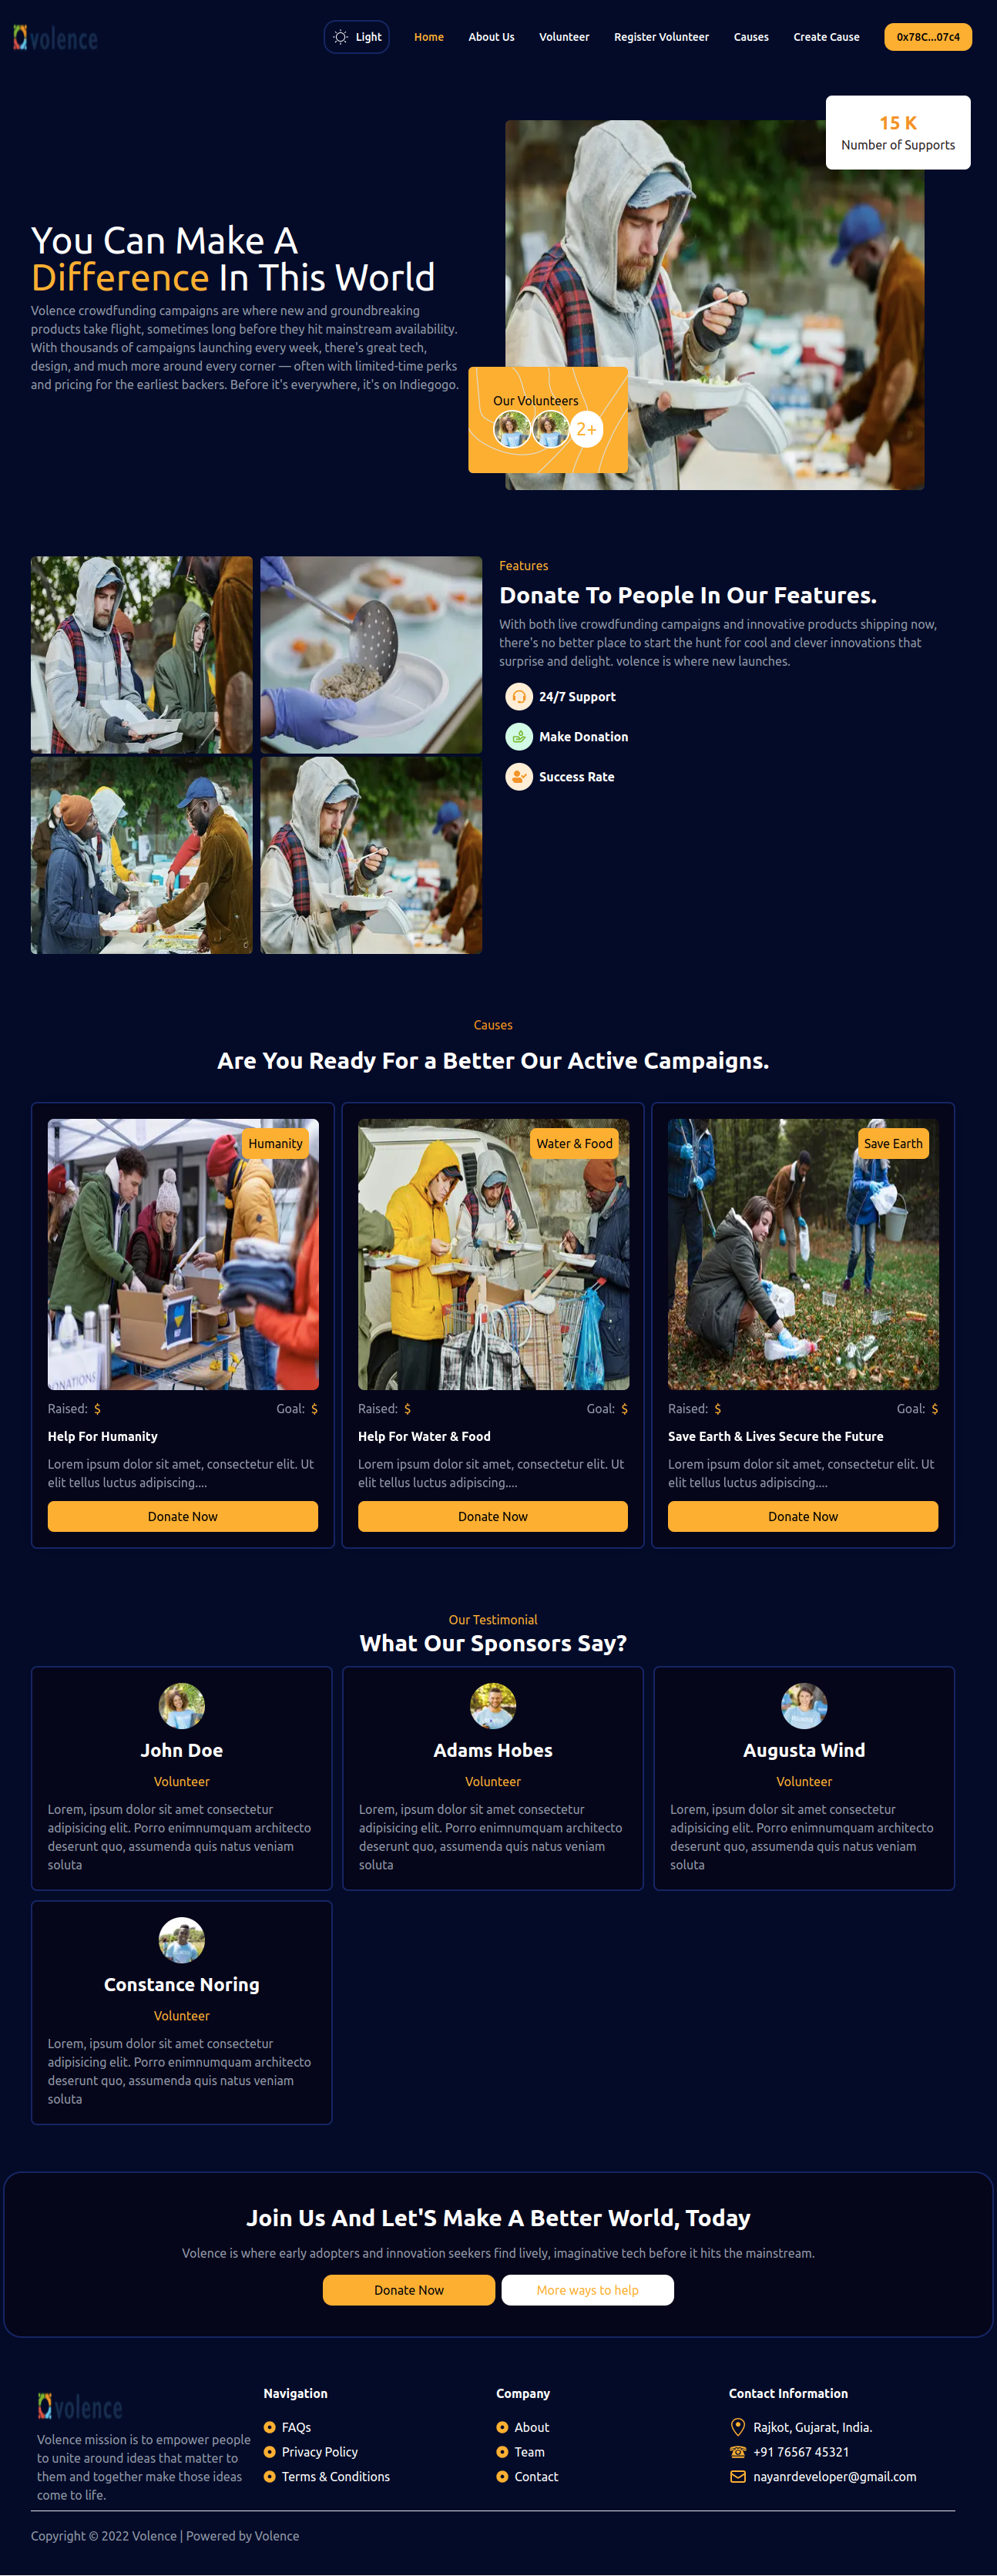 volence
Light
Home
About Us
Volunteer
Register Volunteer
Causes
Create Cause
0x78C...07c4
15 K
Number of Supports
You Can Make A
Difference In This World
Volence crowdfunding campaigns are where new and groundbreaking
products take flight, sometimes long before they hit mainstream availability.
With thousands of campaigns launching every week, there's great tech,
design, and much more around every corner — often with limited-time perks
and pricing for the earliest backers. Before it's everywhere, it's on Indiegogo.
Our Volunteers
2+
Features
Donate To People In Our Features.
With both live crowdfunding campaigns and innovative products shipping now,
there's no better place to start the hunt for cool and clever innovations that
surprise and delight. volence is where new launches.
24/7 Support
Make Donation
Success Rate
Causes
Are You Ready For a Better Our Active Campaigns.
Humanity
DONATIONS
Raised: $
Goal: $
Help For Humanity
Lorem ipsum dolor sit amet, consectetur elit. Ut
elit tellus luctus adipiscing....
Donate Now
Water & Food
Raised: $
Goal: $
Help For Water & Food
Lorem ipsum dolor sit amet, consectetur elit. Ut
elit tellus luctus adipiscing....
Donate Now
Save Earth
Raised: $
Goal: $
Save Earth & Lives Secure the Future
Lorem ipsum dolor sit amet, consectetur elit. Ut
elit tellus luctus adipiscing....
Donate Now
Our Testimonial
What Our Sponsors Say?
John Doe
Volunteer
Lorem, ipsum dolor sit amet consectetur
adipisicing elit. Porro enimnumquam architecto
deserunt quo, assumenda quis natus veniam
soluta
Adams Hobes
Volunteer
Lorem, ipsum dolor sit amet consectetur
adipisicing elit. Porro enimnumquam architecto
deserunt quo, assumenda quis natus veniam
soluta
Augusta Wind
Volunteer
Lorem, ipsum dolor sit amet consectetur
adipisicing elit. Porro enimnumquam architecto
deserunt quo, assumenda quis natus veniam
soluta
Constance Noring
Volunteer
Lorem, ipsum dolor sit amet consectetur
adipisicing elit. Porro enimnumquam architecto
deserunt quo, assumenda quis natus veniam
soluta
Join Us And Let'S Make A Better World, Today
Volence is where early adopters and innovation seekers find lively, imaginative tech before it hits the mainstream.
Donate Now
More ways to help
volence
Volence mission is to empower people
to unite around ideas that matter to
them and together make those ideas
come to life.
Navigation
FAQs
Privacy Policy
Terms & Conditions
Company
About
Team
Contact
Contact Information
Rajkot, Gujarat, India.
+91 76567 45321
nayanrdeveloper@gmail.com
Copyright © 2022 Volence | Powered by Volence